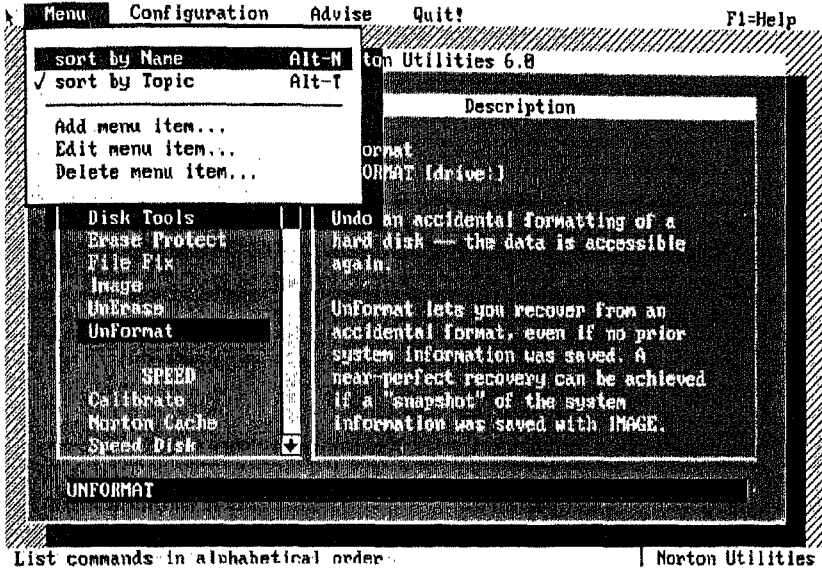 Menu Configuration Advise Quit! F1=Help
sort by Name Alt-N
√ sort by Topic Alt-T
Add menu item...
Edit menu item...
Delete menu item...
ton Utilities 6.0
Description
ormat
ORMAT [drive:]
Disk Tools
Erase Protect
File Fix
Image
UnErase
UnFormat
SPEED
Calibrate
Norton Cache
Speed Disk
Undo an accidental formatting of a
hard disk — the data is accessible
again.
UnFormat lets you recover from an
accidental format, even if no prior
system information was saved. A
near-perfect recovery can be achieved
if a "snapshot" of the system
information was saved with IMAGE.
UNFORMAT
List commands in alphabetical order
Norton Utilities